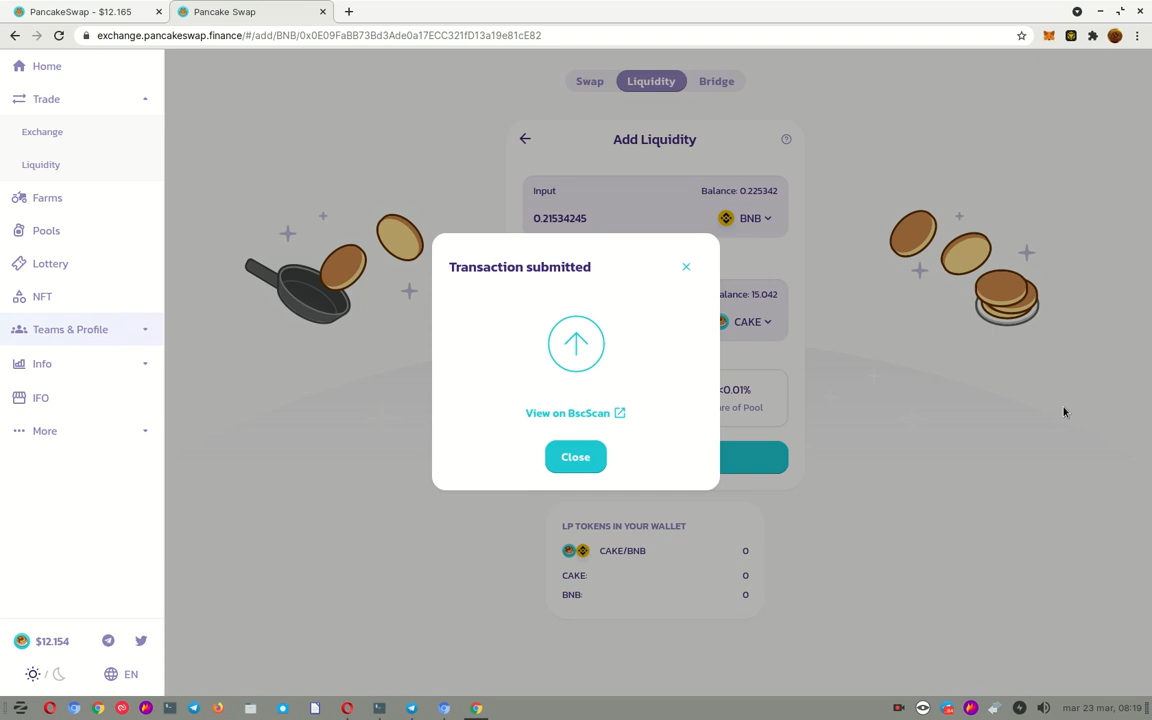 PancakeSwap - $12.165
Pancake Swap
exchange.pancakeswap.finance/#/add/BNB/0x0E09FaBB73Bd3Ade0a17ECC321fD13a19e81cE82
Home
Trade
Exchange
Liquidity
Farms
Pools
Lottery
NFT
Teams & Profile
Info
IFO
More
$12.154
/
EN
Swap
Liquidity
Bridge
Add Liquidity
Input
Balance: 0.225342
0.21534245
BNB
alance: 15.042
CAKE
<0.01%
re of Pool
Transaction submitted
View on BscScan
Close
LP TOKENS IN YOUR WALLET
CAKE/BNB 0
CAKE: 0
BNB: 0
mar 23 mar, 08:19